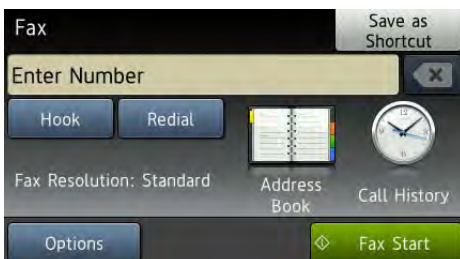 Fax
Save as
Shortcut
Enter Number
Hook
Redial
Fax Resolution: Standard
Address
Book
Call History
Options
Fax Start